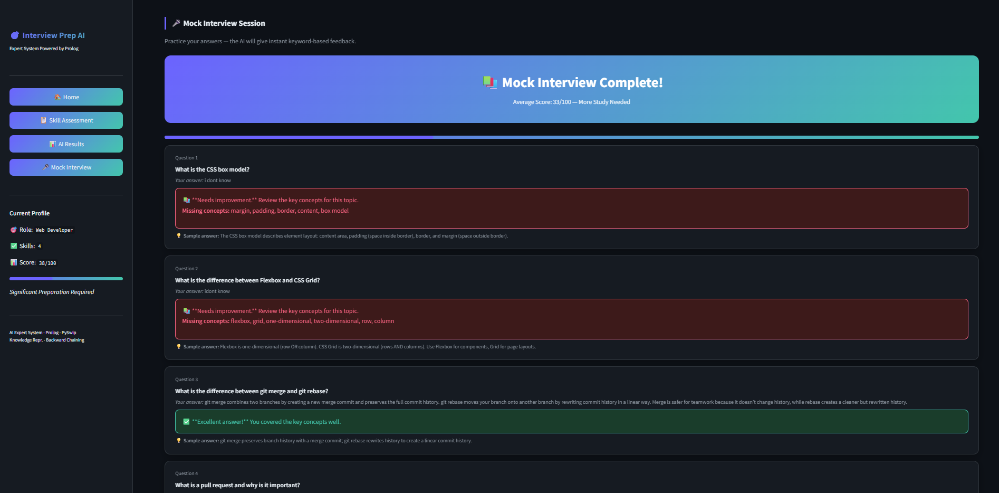 Interview Prep AI
Expert System Powered by Prolog
Home
Skill Assessment
AI Results
Mock Interview
Current Profile
Role: Web Developer
Skills: 4
Score: 38/100
Significant Preparation Required
AI Expert System · Prolog · PySwip
Knowledge Repr. · Backward Chaining
Mock Interview Session
Practice your answers — the AI will give instant keyword-based feedback.
Mock Interview Complete!
Average Score: 33/100 — More Study Needed
Question 1
What is the CSS box model?
Your answer: i dont know
**Needs improvement.** Review the key concepts for this topic.
Missing concepts: margin, padding, border, content, box model
Sample answer: The CSS box model describes element layout: content area, padding (space inside border), border, and margin (space outside border).
Question 2
What is the difference between Flexbox and CSS Grid?
Your answer: idont know
**Needs improvement.** Review the key concepts for this topic.
Missing concepts: flexbox, grid, one-dimensional, two-dimensional, row, column
Sample answer: Flexbox is one-dimensional (row OR column). CSS Grid is two-dimensional (rows AND columns). Use Flexbox for components, Grid for page layouts.
Question 3
What is the difference between git merge and git rebase?
Your answer: git merge combines two branches by creating a new merge commit and preserves the full commit history. git rebase moves your branch onto another branch by rewriting commit history in a linear way. Merge is safer for teamwork because it doesn't change history, while rebase creates a cleaner but rewritten history.
**Excellent answer!** You covered the key concepts well.
Sample answer: git merge preserves branch history with a merge commit; git rebase rewrites history to create a linear commit history.
Question 4
What is a pull request and why is it important?